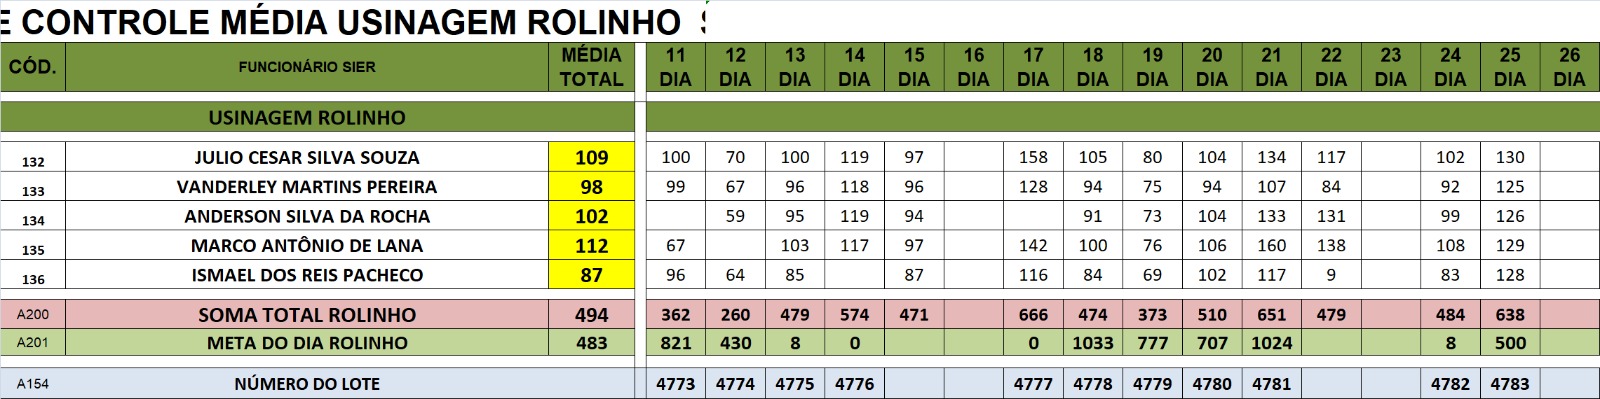 E CONTROLE MÉDIA USINAGEM ROLINHO
CÓD. FUNCIONÁRIO SIER MÉDIA TOTAL 11 DIA 12 DIA 13 DIA 14 DIA 15 DIA 16 DIA 17 DIA 18 DIA 19 DIA 20 DIA 21 DIA 22 DIA 23 DIA 24 DIA 25 DIA 26 DIA
USINAGEM ROLINHO
132 JULIO CESAR SILVA SOUZA 109 100 70 100 119 97 158 105 80 104 134 117 102 130
133 VANDERLEY MARTINS PEREIRA 98 99 67 96 118 96 128 94 75 94 107 84 92 125
134 ANDERSON SILVA DA ROCHA 102 59 95 119 94 91 73 104 133 131 99 126
135 MARCO ANTÔNIO DE LANA 112 67 103 117 97 142 100 76 106 160 138 108 129
136 ISMAEL DOS REIS PACHECO 87 96 64 85 87 116 84 69 102 117 9 83 128
A200 SOMA TOTAL ROLINHO 494 362 260 479 574 471 666 474 373 510 651 479 484 638
A201 META DO DIA ROLINHO 483 821 430 8 0 0 1033 777 707 1024 8 500
A154 NÚMERO DO LOTE 4773 4774 4775 4776 4777 4778 4779 4780 4781 4782 4783